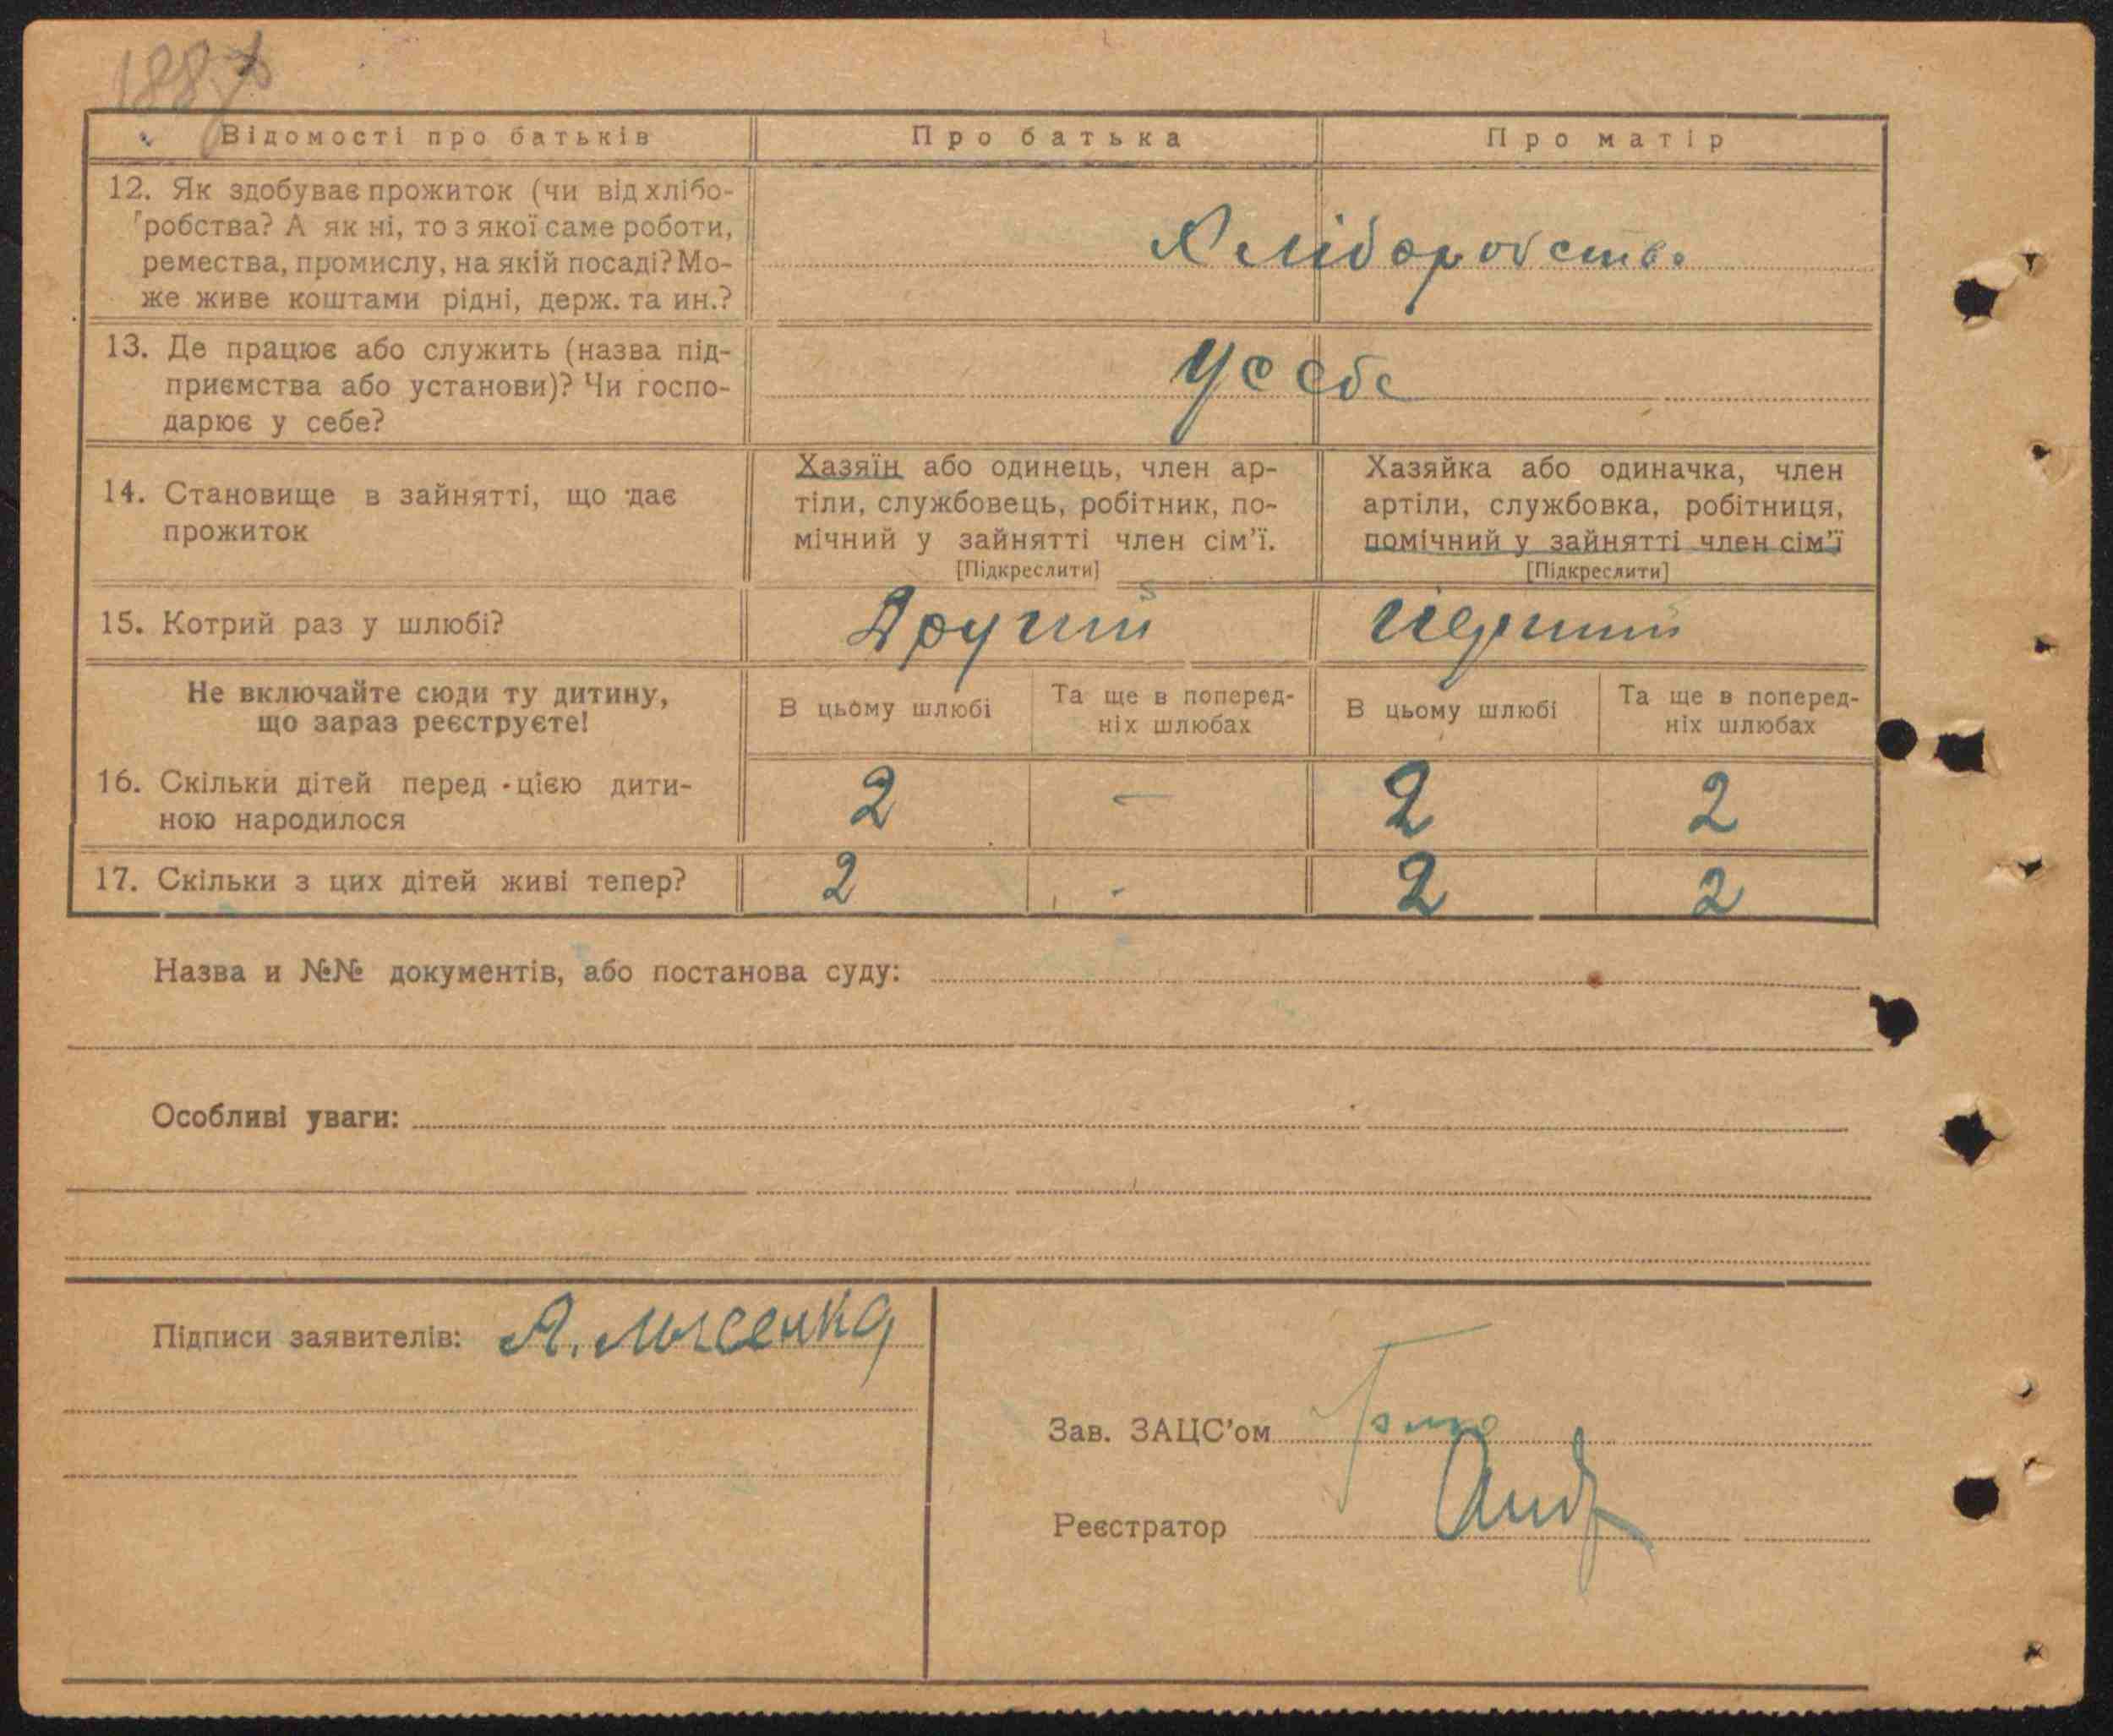 Відомості про батьків Про батька Про матір
12. Як здобуває прожиток (чи від хлібо-
робства? А як ні, то з якої саме роботи,
ремества, промислу, на якій посаді? Мо-
же живе коштами рідні, держ. та ин.?
Хліборобство
13. Де працює або служить (назва під-
приємства або установи)? Чи госпо-
дарює у себе?
У себе
14. Становище в зайнятті, що дає
прожиток
Хазяїн або одинець, член ар-
тіли, службовець, робітник, по-
мічний у зайнятті член сім'ї.
[Підкреслити]
Хазяйка або одиначка, член
артіли, службовка, робітниця,
помічний у зайнятті член сім'ї
[Підкреслити]
15. Котрий раз у шлюбі? Другий Перший
Не включайте сюди ту дитину,
що зараз реєструєте!
В цьому шлюбі
Та ще в поперед-
ніх шлюбах
В цьому шлюбі
Та ще в поперед-
ніх шлюбах
16. Скільки дітей перед цією дити-
ною народилося
2 — 2 2
17. Скільки з цих дітей живі тепер? 2 - 2 2
Назва и №№ документів, або постанова суду:
Особливі уваги:
Підписи заявителів: А. Лысенко
Зав. ЗАЦС'ом
Реєстратор